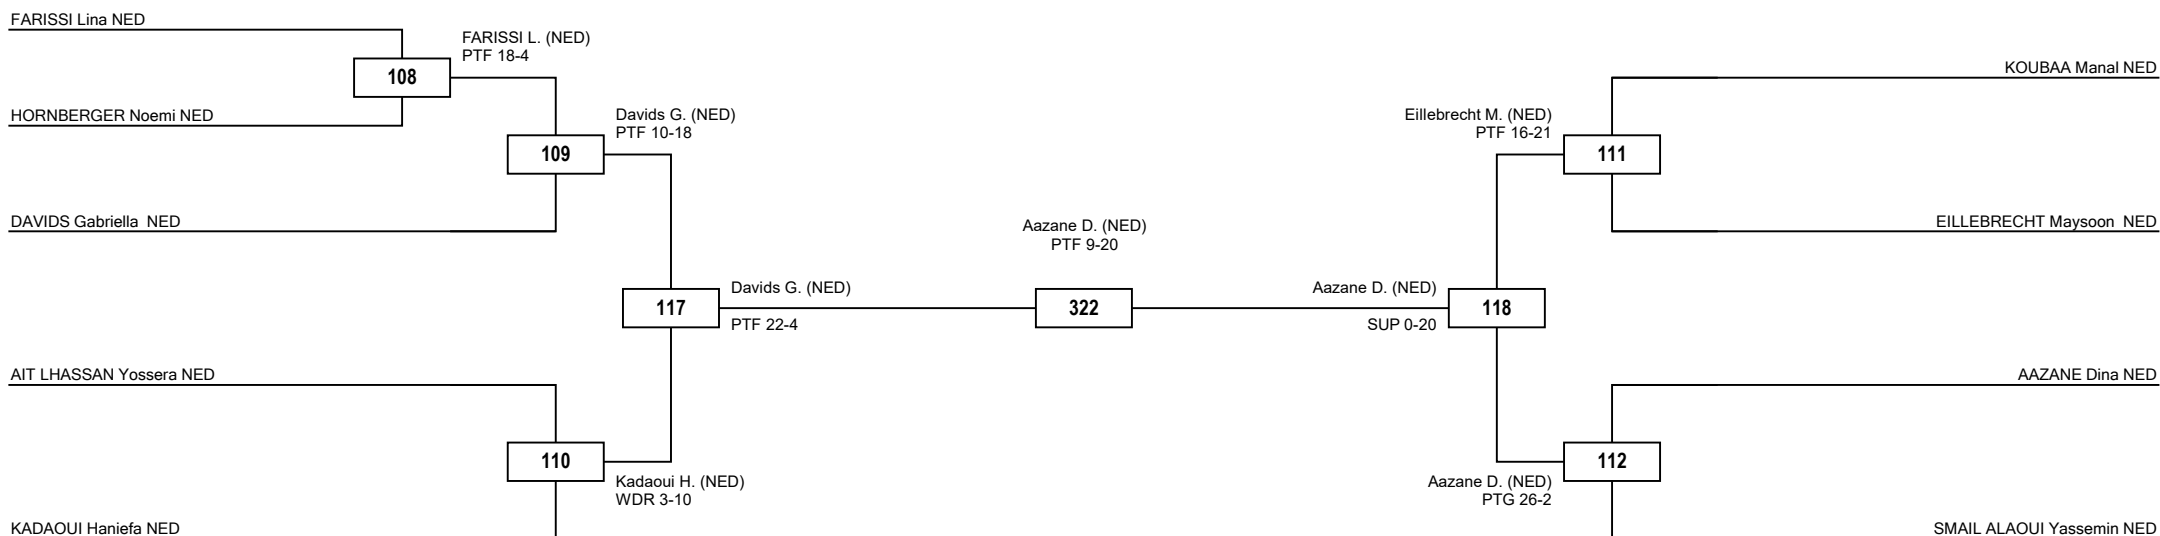 FARISSI Lina NED
FARISSI L. (NED)
PTF 18-4
108
KOUBAA Manal NED
HORNBERGER Noemi NED
Davids G. (NED)
PTF 10-18
Eillebrecht M. (NED)
PTF 16-21
109
111
DAVIDS Gabriella  NED
EILLEBRECHT Maysoon  NED
Aazane D. (NED)
PTF 9-20
Davids G. (NED)
Aazane D. (NED)
117
322
118
PTF 22-4
SUP 0-20
AIT LHASSAN Yossera NED
AAZANE Dina NED
110
112
Kadaoui H. (NED)
WDR 3-10
Aazane D. (NED)
PTG 26-2
KADAOUI Haniefa NED
SMAIL ALAOUI Yassemin NED